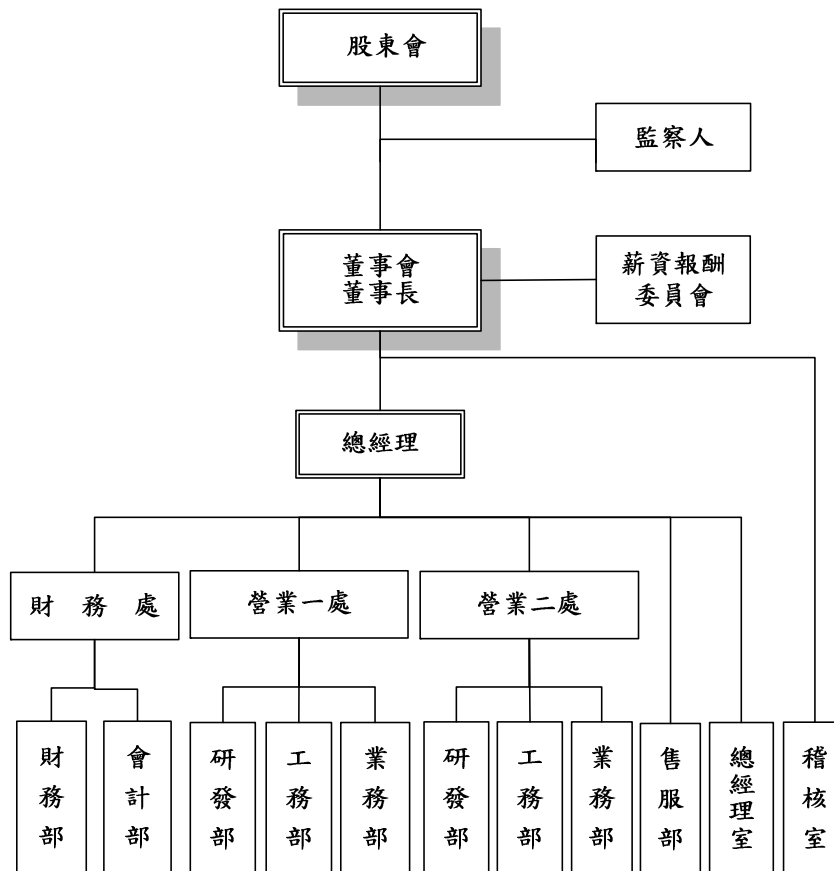 股東會
監察人
董事會
董事長
薪資報酬
委員會
總經理
財務處
營業一處
營業二處
財務部
會計部
研發部
工務部
業務部
研發部
工務部
業務部
售服部
總經理室
稽核室